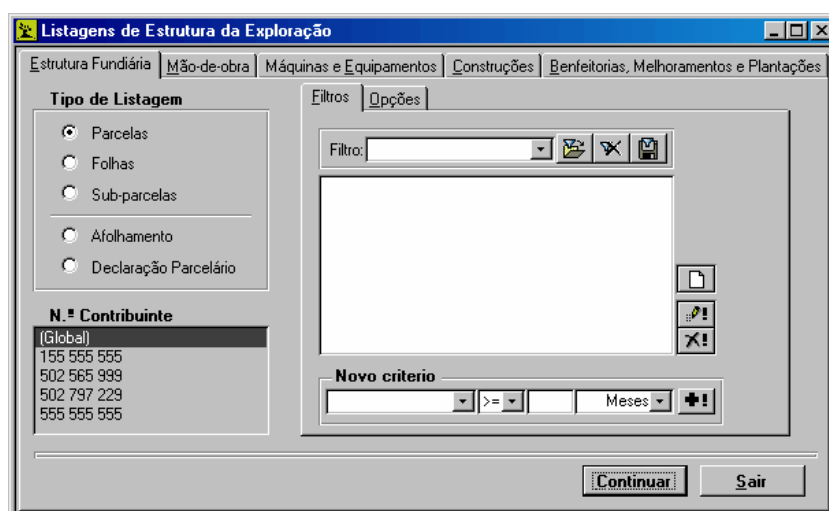 Listagens de Estrutura da Exploração
Estrutura Fundiária Mão-de-obra Máquinas e Equipamentos Construções Benfeitorias, Melhoramentos e Plantações
Tipo de Listagem
Parcelas
Folhas
Sub-parcelas
Afolhamento
Declaração Parcelário
N.º Contribuinte
(Global)
155 555 555
502 565 999
502 797 229
555 555 555
Filtros Opções
Filtro:
Novo criterio
>= Meses
Continuar Sair